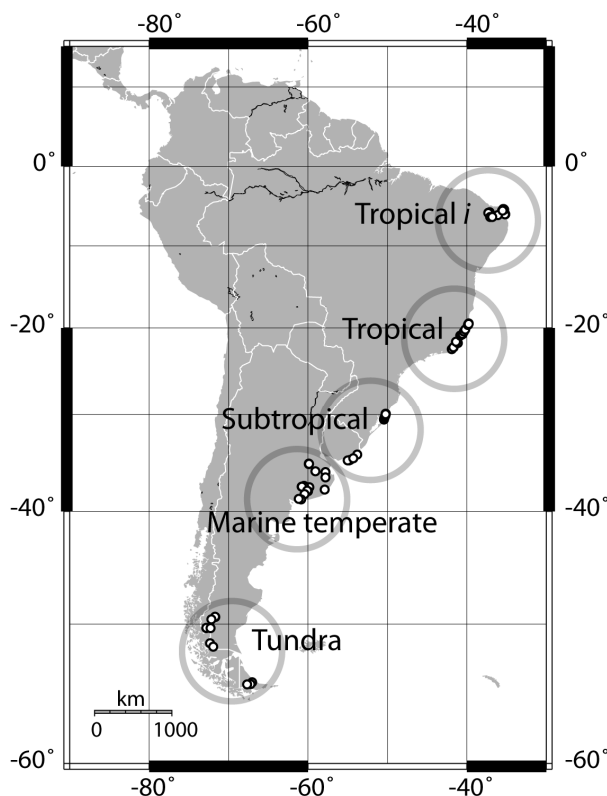 -80° -60° -40°
0° 0°
Tropical i
-20° Tropical -20°
Subtropical
-40° -40°
Marine temperate
Tundra
km
0 1000
-60° -60°
-80° -60° -40°